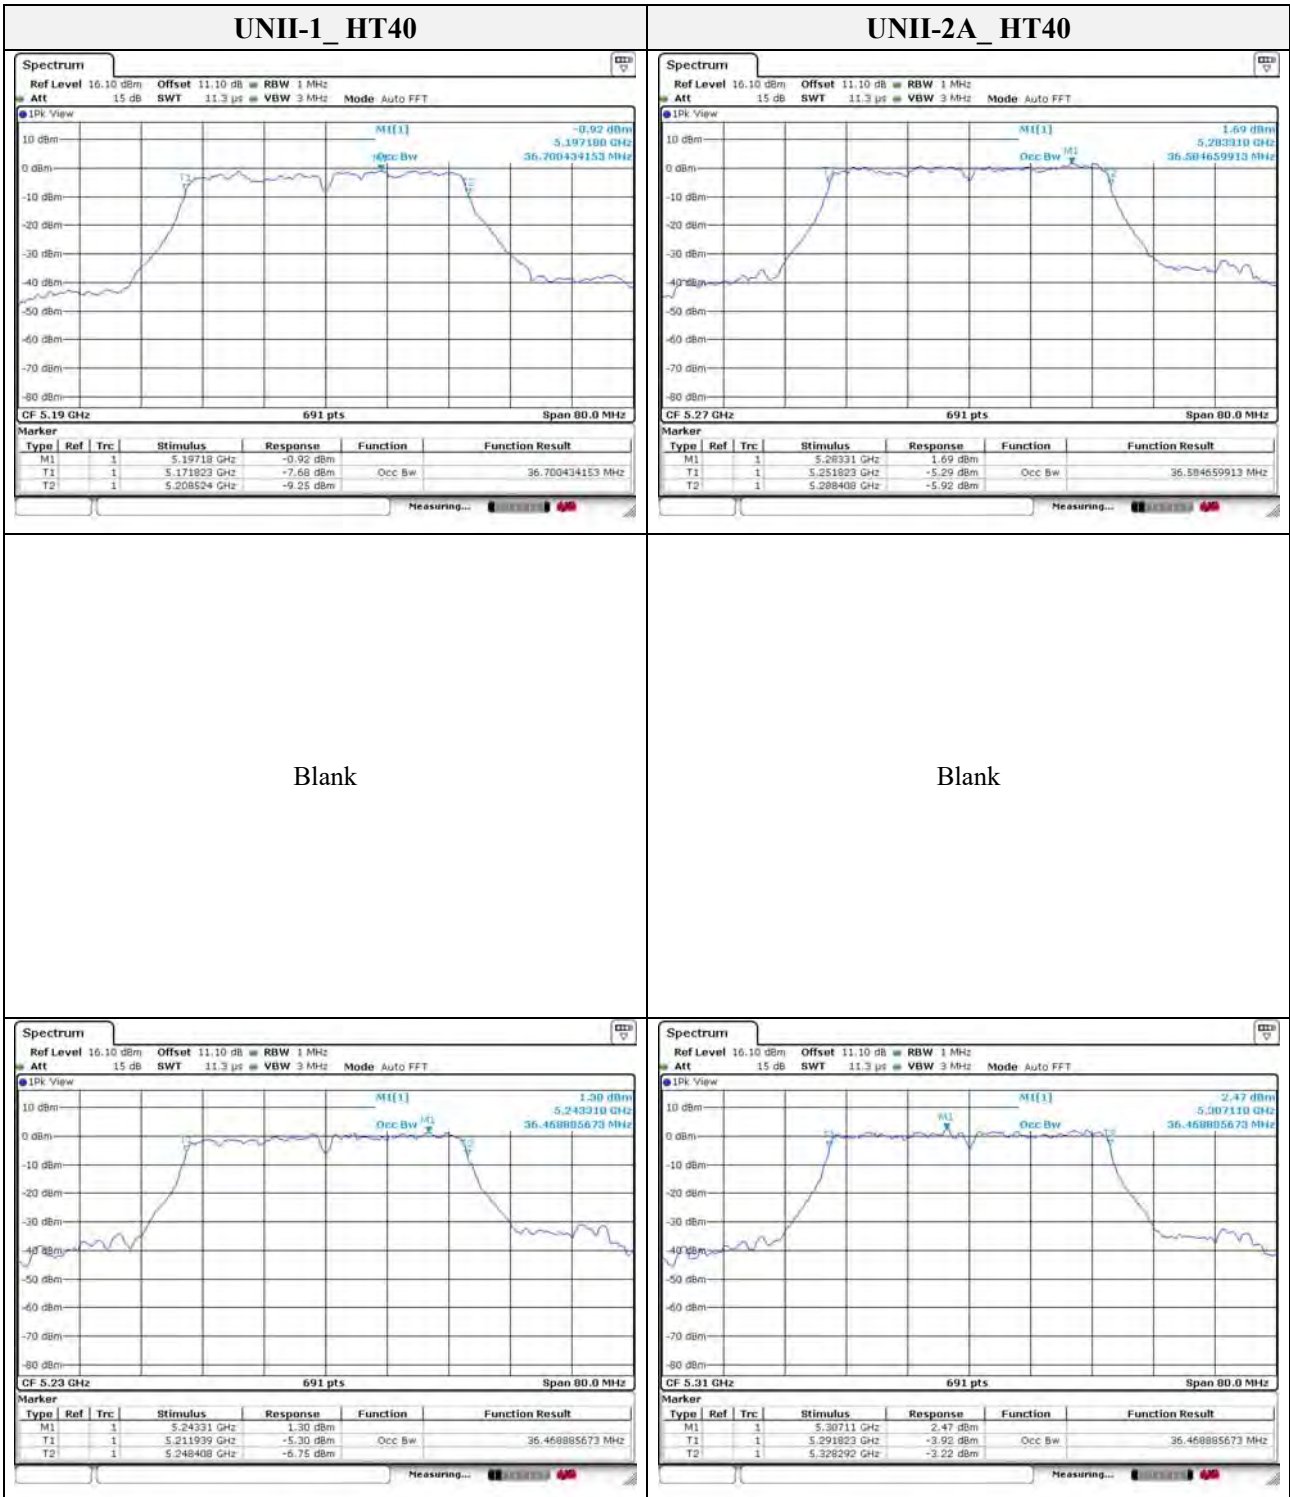 UNII-1_ HT40
UNII-2A_ HT40
Spectrum
Ref Level 16.10 dBm Offset 11.10 dB RBW 1 MHz
Att 15 dB SWT 11.3 µs VBW 3 MHz Mode Auto FFT
1Pk View
M1[1] -0.92 dBm
5.197180 GHz
Occ Bw 36.700434153 MHz
T1
10 dBm
0 dBm
-10 dBm
-20 dBm
-30 dBm
-40 dBm
-50 dBm
-60 dBm
-70 dBm
-80 dBm
CF 5.19 GHz 691 pts Span 80.0 MHz
Marker
Type Ref Trc Stimulus Response Function Function Result
M1 1 5.19718 GHz -0.92 dBm
T1 1 5.171823 GHz -7.68 dBm Occ Bw 36.700434153 MHz
T2 1 5.208524 GHz -9.25 dBm
Measuring...
Spectrum
Ref Level 16.10 dBm Offset 11.10 dB RBW 1 MHz
Att 15 dB SWT 11.3 µs VBW 3 MHz Mode Auto FFT
1Pk View
M1[1] 1.69 dBm
5.283310 GHz
Occ Bw 36.584659913 MHz
M1
10 dBm
0 dBm
-10 dBm
-20 dBm
-30 dBm
-40 dBm
-50 dBm
-60 dBm
-70 dBm
-80 dBm
CF 5.27 GHz 691 pts Span 80.0 MHz
Marker
Type Ref Trc Stimulus Response Function Function Result
M1 1 5.28331 GHz 1.69 dBm
T1 1 5.251823 GHz -5.29 dBm Occ Bw 36.584659913 MHz
T2 1 5.288408 GHz -5.92 dBm
Measuring...
Blank
Blank
Spectrum
Ref Level 16.10 dBm Offset 11.10 dB RBW 1 MHz
Att 15 dB SWT 11.3 µs VBW 3 MHz Mode Auto FFT
1Pk View
M1[1] 1.30 dBm
5.243310 GHz
Occ Bw 36.468885673 MHz
M1
10 dBm
0 dBm
-10 dBm
-20 dBm
-30 dBm
-40 dBm
-50 dBm
-60 dBm
-70 dBm
-80 dBm
CF 5.23 GHz 691 pts Span 80.0 MHz
Marker
Type Ref Trc Stimulus Response Function Function Result
M1 1 5.24331 GHz 1.30 dBm
T1 1 5.211939 GHz -5.30 dBm Occ Bw 36.468885673 MHz
T2 1 5.248408 GHz -6.75 dBm
Measuring...
Spectrum
Ref Level 16.10 dBm Offset 11.10 dB RBW 1 MHz
Att 15 dB SWT 11.3 µs VBW 3 MHz Mode Auto FFT
1Pk View
M1[1] 2.47 dBm
5.307110 GHz
Occ Bw 36.468885673 MHz
M1
10 dBm
0 dBm
-10 dBm
-20 dBm
-30 dBm
-40 dBm
-50 dBm
-60 dBm
-70 dBm
-80 dBm
CF 5.31 GHz 691 pts Span 80.0 MHz
Marker
Type Ref Trc Stimulus Response Function Function Result
M1 1 5.30711 GHz 2.47 dBm
T1 1 5.291823 GHz -3.92 dBm Occ Bw 36.468885673 MHz
T2 1 5.328292 GHz -3.22 dBm
Measuring...